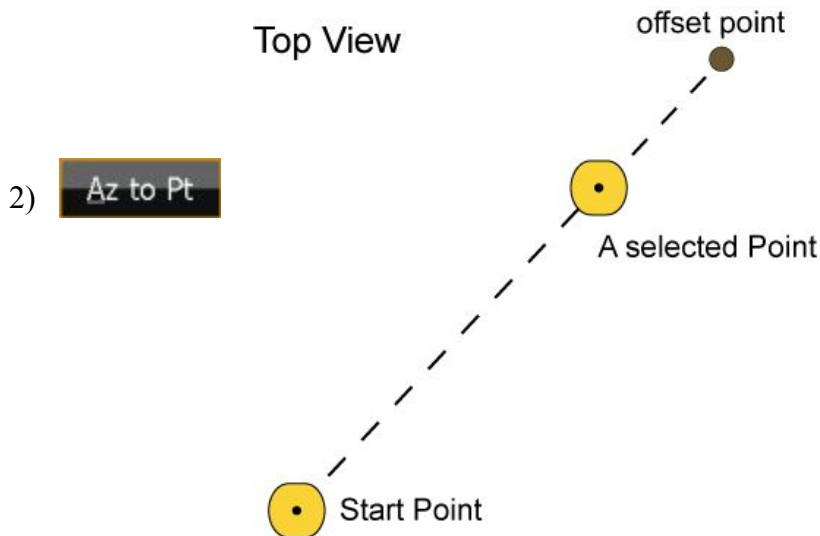 Top View
offset point
2)
Az to Pt
A selected Point
Start Point